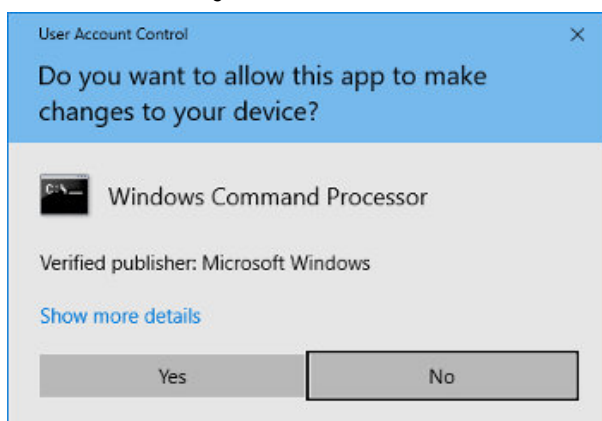 User Account Control
Do you want to allow this app to make
changes to your device?
C:\_
Windows Command Processor
Verified publisher: Microsoft Windows
Show more details
Yes
No